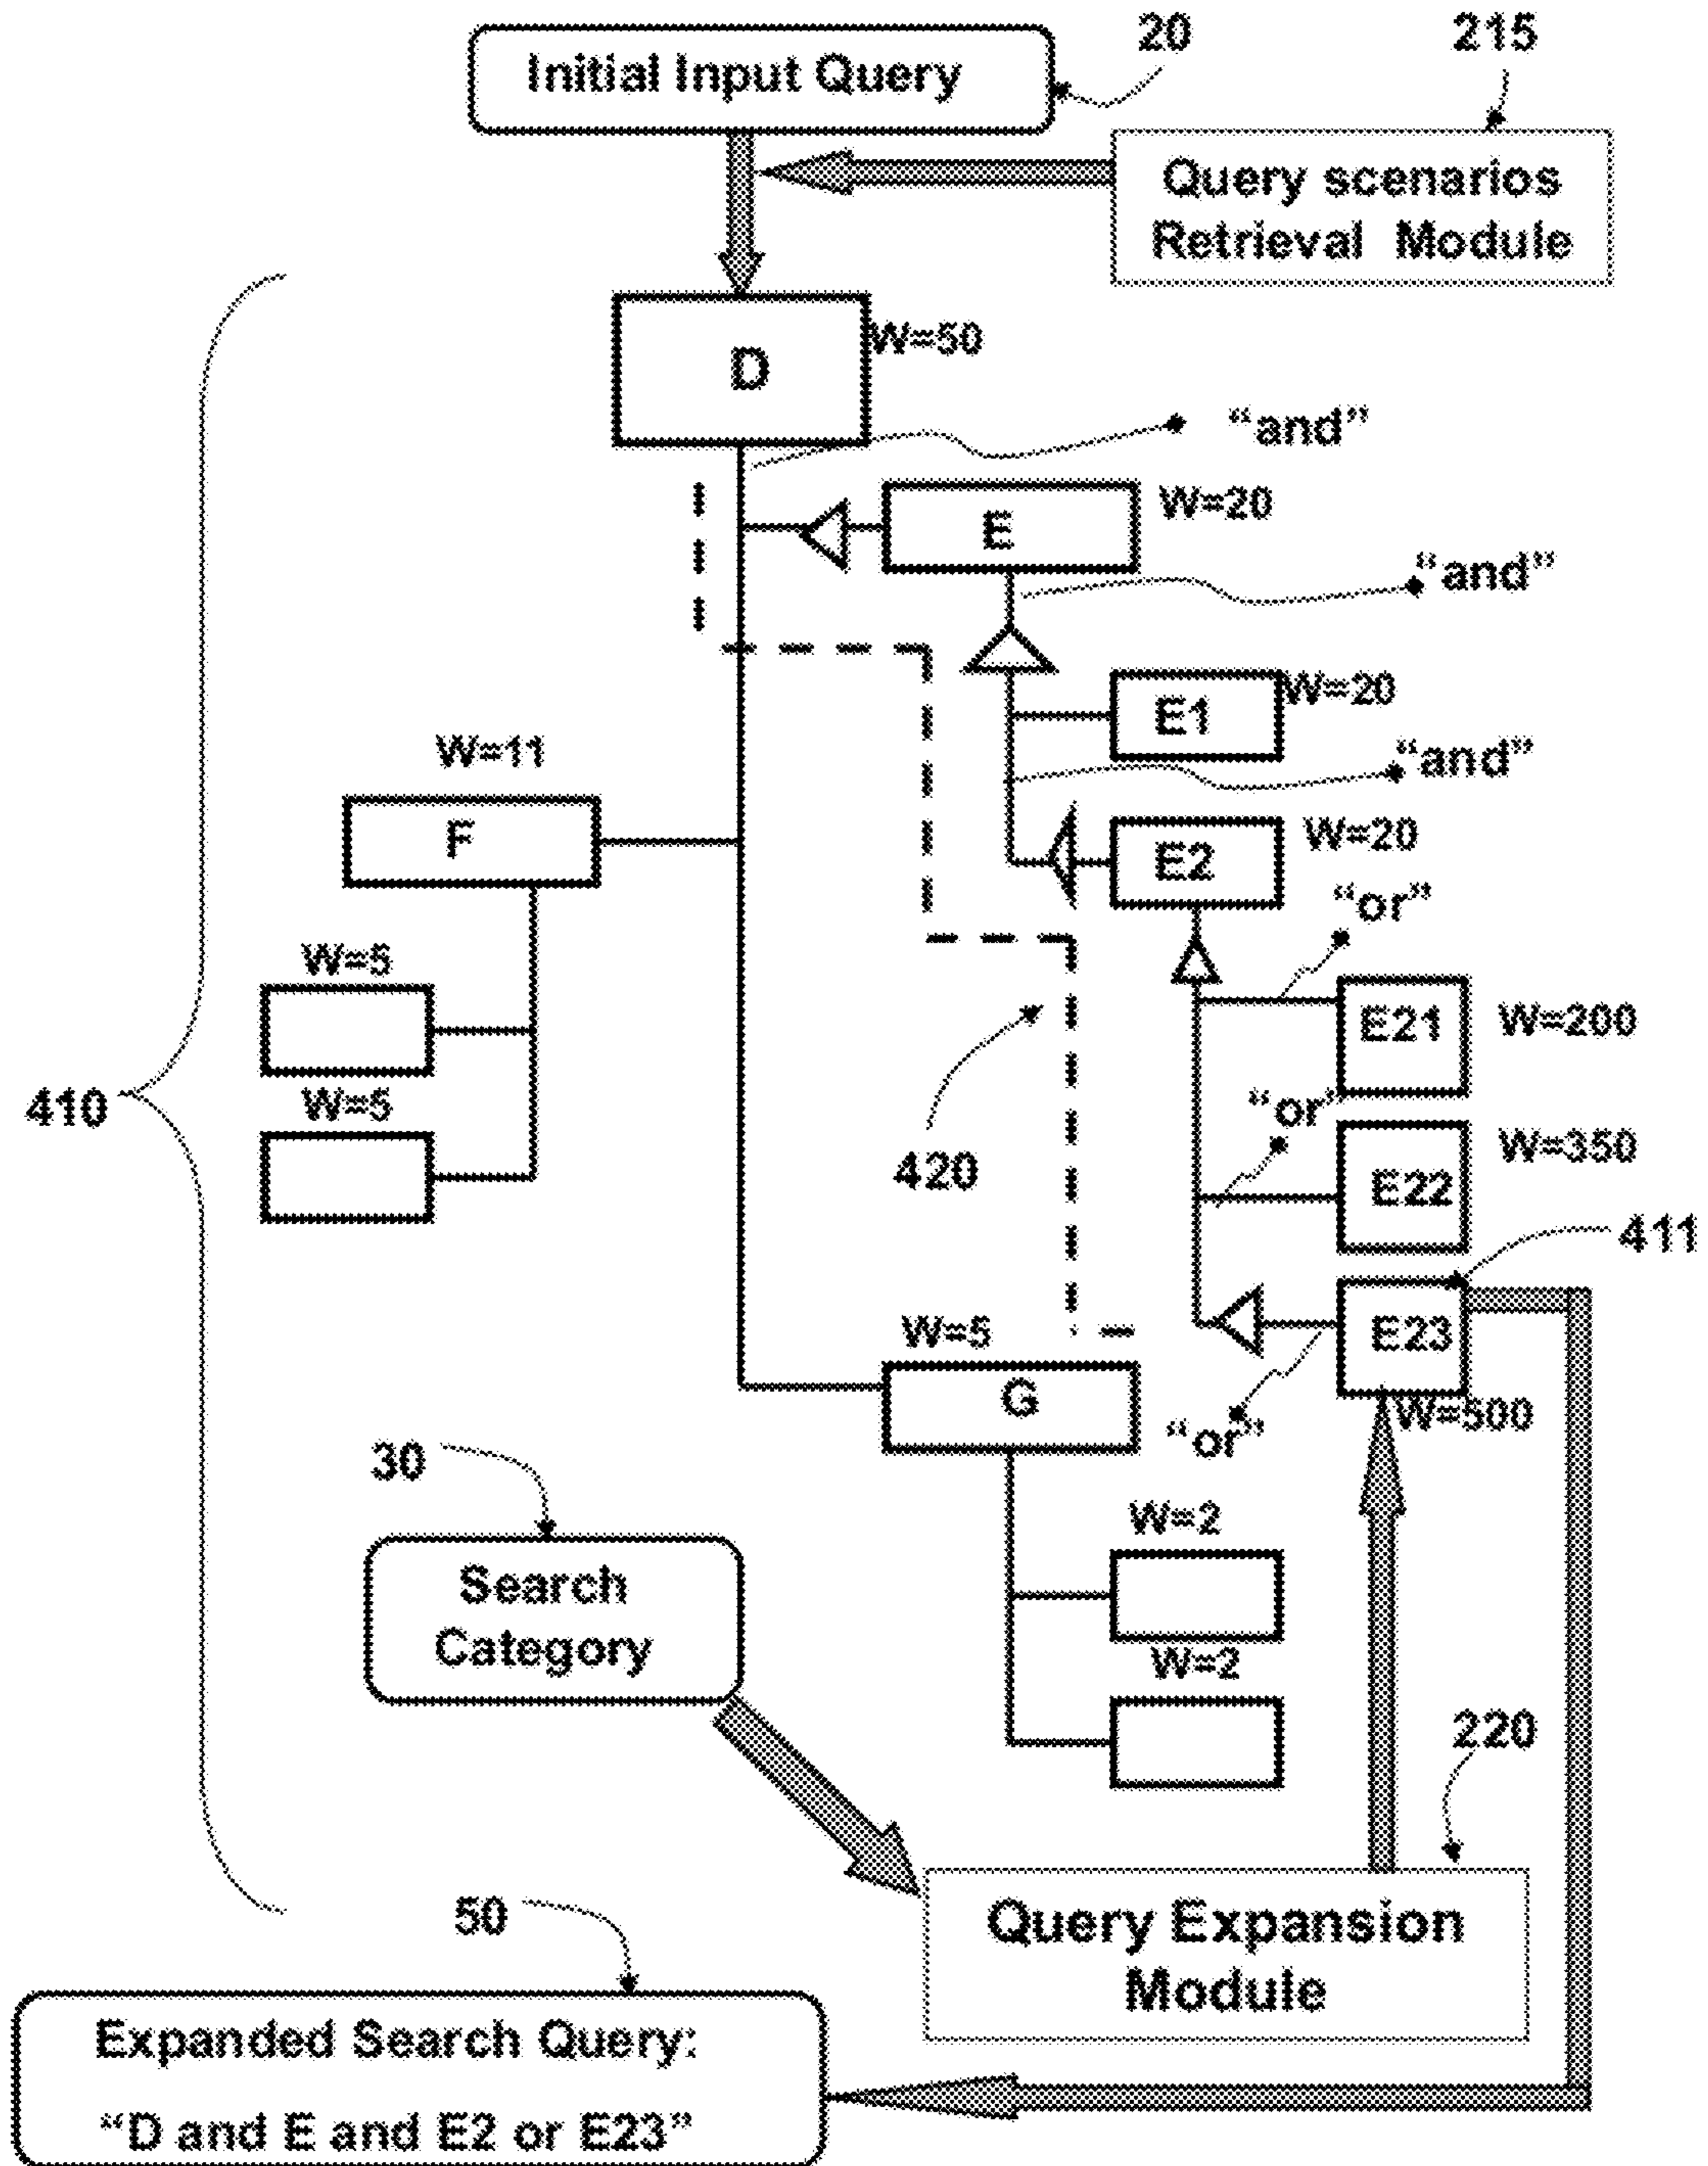 20
215
Initial Input Query
Query scenarios
Retrieval Module
D
W=50
“and”
E
W=20
“and”
E1
W=20
“and”
W=11
F
E2
W=20
“or”
W=5
E21
W=200
410
W=5
“or”
420
E22
W=350
411
W=5
E23
G
W=500
“or”
30
W=2
Search
Category
W=2
220
50
Query Expansion
Module
Expanded Search Query:
“D and E and E2 or E23”